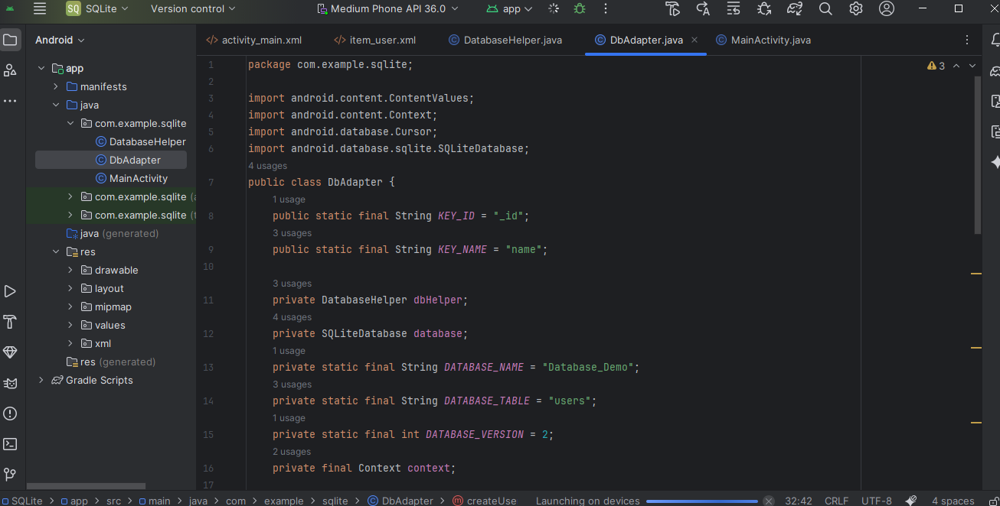 SQ SQLite Version control Medium Phone API 36.0 app
Android
activity_main.xml item_user.xml DatabaseHelper.java DbAdapter.java MainActivity.java
app
manifests
java
com.example.sqlite
DatabaseHelper
DbAdapter
MainActivity
com.example.sqlite
com.example.sqlite
java (generated)
res
drawable
layout
mipmap
values
xml
res (generated)
Gradle Scripts
3
1 package com.example.sqlite;
2
3 import android.content.ContentValues;
4 import android.content.Context;
5 import android.database.Cursor;
6 import android.database.sqlite.SQLiteDatabase;
4 usages
7 public class DbAdapter {
1 usage
8 public static final String KEY_ID = "_id";
3 usages
9 public static final String KEY_NAME = "name";
10
3 usages
11 private DatabaseHelper dbHelper;
4 usages
12 private SQLiteDatabase database;
1 usage
13 private static final String DATABASE_NAME = "Database_Demo";
3 usages
14 private static final String DATABASE_TABLE = "users";
1 usage
15 private static final int DATABASE_VERSION = 2;
2 usages
16 private final Context context;
17
SQLite > app > src > main > java > com > example > sqlite > DbAdapter > createUse Launching on devices 32:42 CRLF UTF-8 4 spaces